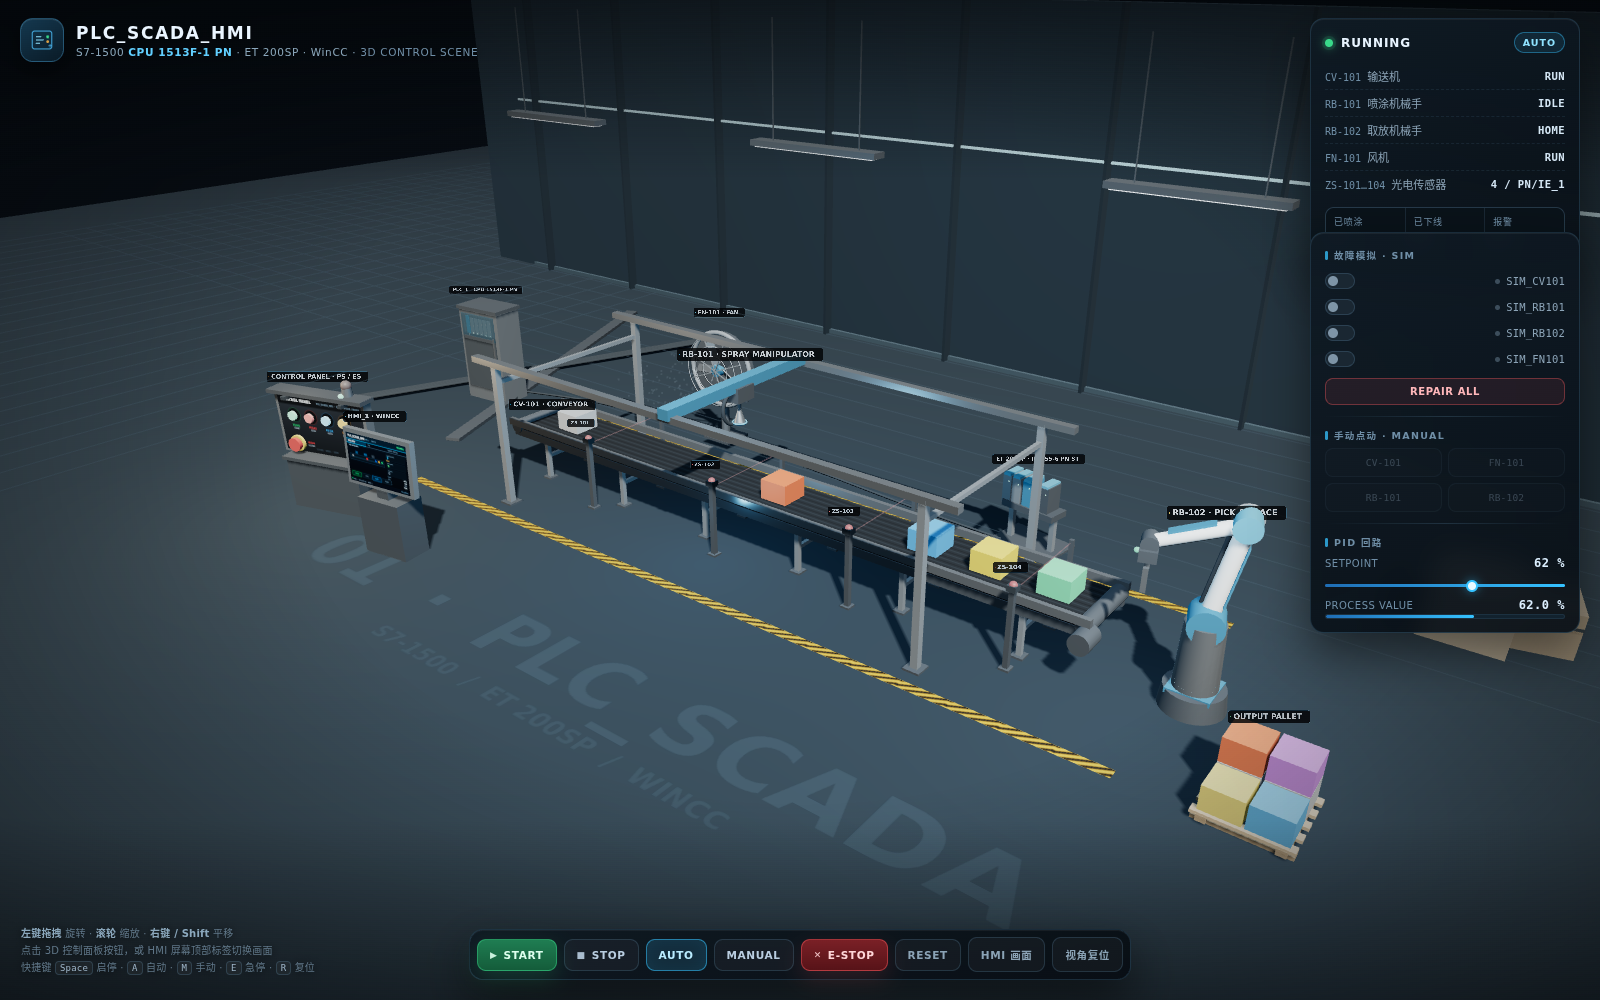 PLC_SCADA_HMI
S7-1500 CPU 1513F-1 PN · ET 200SP · WinCC · 3D CONTROL SCENE
RUNNING
AUTO
CV-101 输送机 RUN
RB-101 喷涂机械手 IDLE
RB-102 取放机械手 HOME
FN-101 风机 RUN
ZS-101…104 光电传感器 4 / PN/IE_1
已喷涂 已下线 报警
故障模拟 · SIM
SIM_CV101
SIM_RB101
SIM_RB102
SIM_FN101
REPAIR ALL
手动点动 · MANUAL
CV-101 FN-101
RB-101 RB-102
PID 回路
SETPOINT 62 %
PROCESS VALUE 62.0 %
FN-101 · FAN
RB-101 · SPRAY MANIPULATOR
CONTROL PANEL · PS / ES
CV-101 · CONVEYOR
HMI_1 · WINCC
ZS-101
ZS-102
ZS-103
ZS-104
OUTPUT PALLET
01 · PLC_SCADA
S7-1500 / ET 200SP / WINCC
左键拖拽 旋转 · 滚轮 缩放 · 右键 / Shift 平移
点击 3D 控制面板按钮，或 HMI 屏幕顶部标签切换画面
快捷键 Space 启停 · A 自动 · M 手动 · E 急停 · R 复位
▶ START
■ STOP
AUTO
MANUAL
✕ E-STOP
RESET
HMI 画面
视角复位